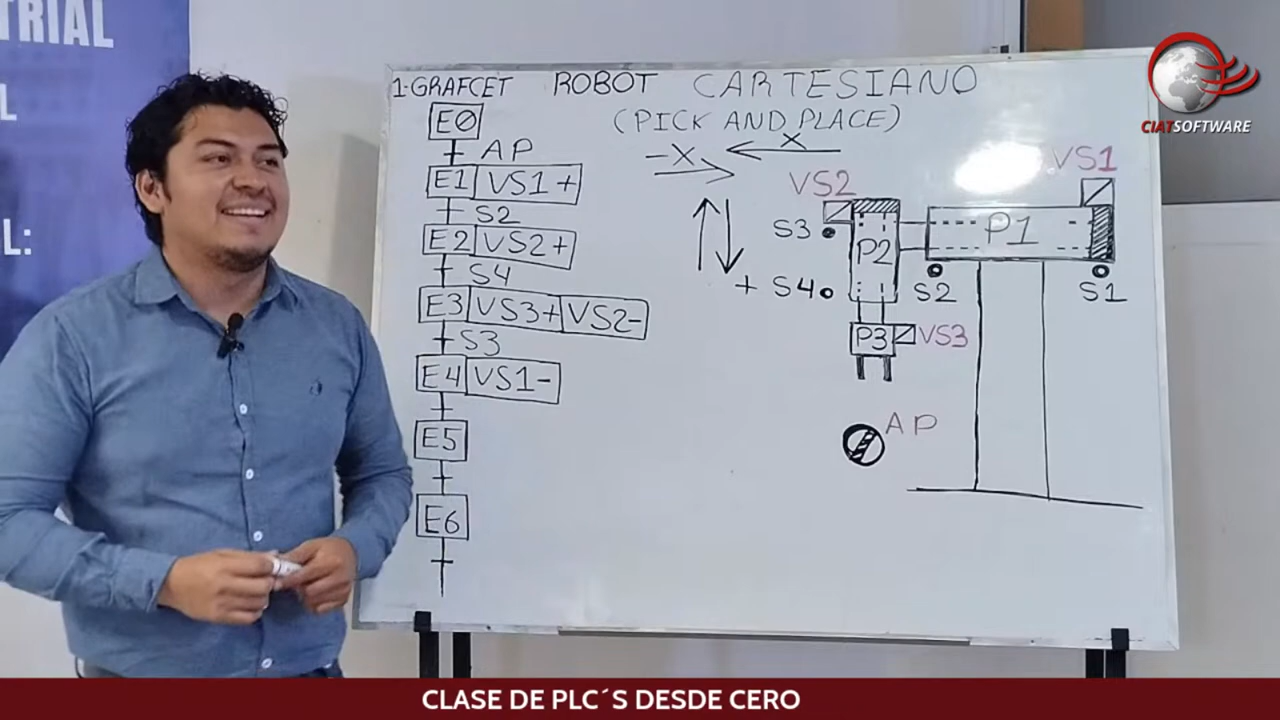 TRIAL
L
L:
1-GRAFCET ROBOT CARTESIANO
(PICK AND PLACE)
E0
AP
E1 VS1+
S2
E2 VS2+
S4
E3 VS3+ VS2-
S3
E4 VS1-
E5
E6
-X
X
VS2
VS1
S3
P2
P1
+ S4
S2
S1
P3
VS3
AP
CIATSOFTWARE
CLASE DE PLC´S DESDE CERO